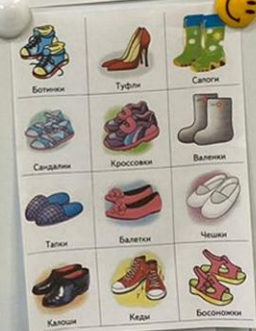 Ботинки Туфли Сапоги
Сандалии Кроссовки Валенки
Тапки Балетки Чешки
Калоши Кеды Босоножки